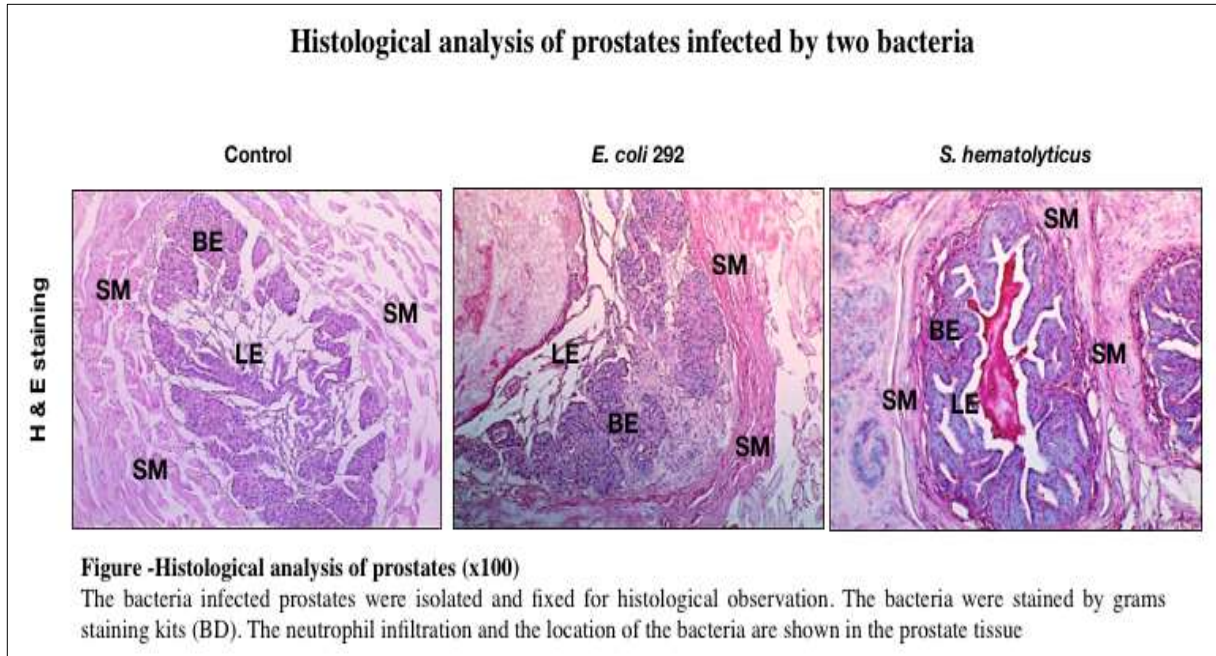 Histological analysis of prostates infected by two bacteria
Control
E. coli 292
S. hematolyticus
H & E staining
BE
SM
SM
LE
SM
SM
LE
BE
SM
SM
BE
SM
SM
LE
Figure -Histological analysis of prostates (x100)
The bacteria infected prostates were isolated and fixed for histological observation. The bacteria were stained by grams
staining kits (BD). The neutrophil infiltration and the location of the bacteria are shown in the prostate tissue